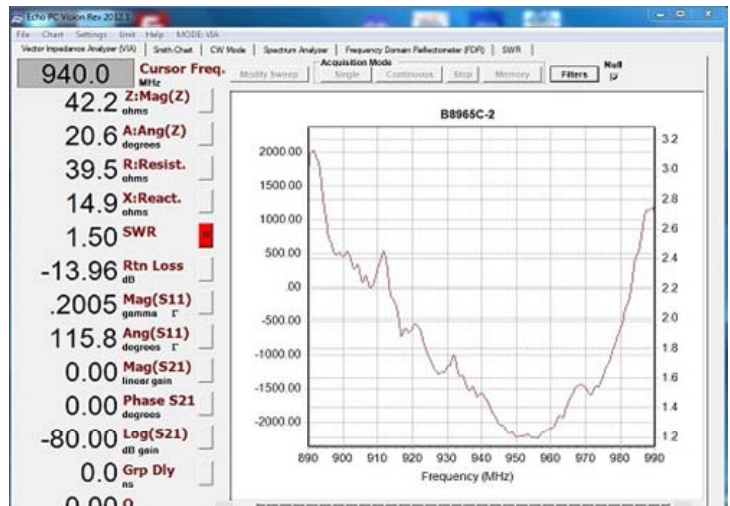 Echo PC Vision Rev 2012.1
File Chart Settings Unit Help MODE: VIA
Vector Impedance Analyzer (VIA) Smith Chart CW Mode Spectrum Analyzer Frequency Domain Reflectometer (FDR) SWR
940.0 Cursor Freq.
MHz
Acquisition Mode
Modify Sweep Single Continuous Stop Memory Filters Null
42.2 Z:Mag(Z)
ohms
20.6 A:Ang(Z)
degrees
39.5 R:Resist.
ohms
14.9 X:React.
ohms
1.50 SWR
-13.96 Rtn Loss
dB
.2005 Mag(S11)
gamma Γ
115.8 Ang(S11)
degrees Γ
0.00 Mag(S21)
linear gain
0.00 Phase S21
degrees
-80.00 Log(S21)
dB gain
0.0 Grp Dly
ns
0.00
B8965C-2
2000.00
1500.00
1000.00
500.00
.00
-500.00
-1000.00
-1500.00
-2000.00
3.2
3.0
2.8
2.6
2.4
2.2
2.0
1.8
1.6
1.4
1.2
890 900 910 920 930 940 950 960 970 980 990
Frequency (MHz)